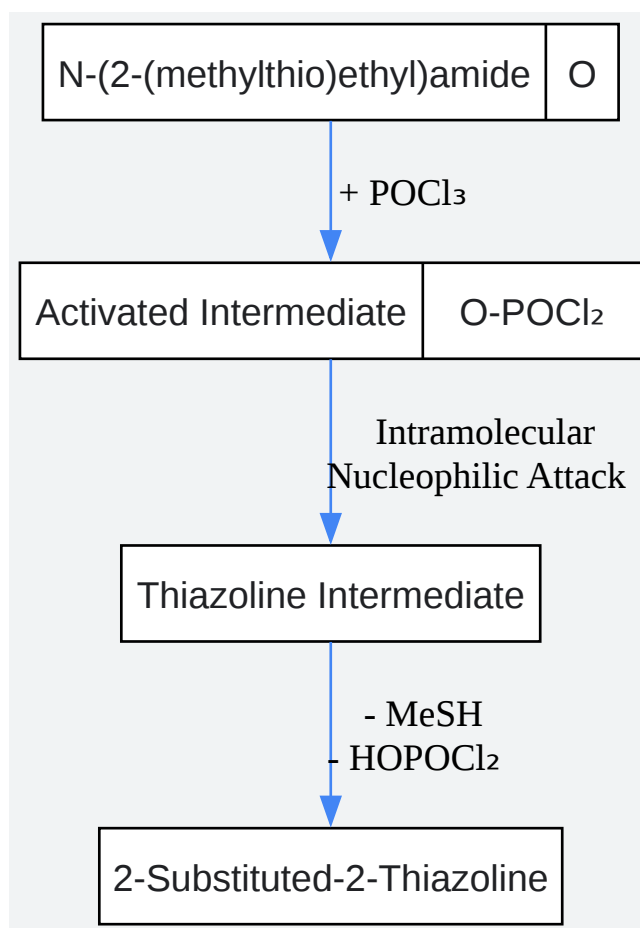 N-(2-(methylthio)ethyl)amide
O
+ POCl₃
Activated Intermediate
O-POCl₂
Intramolecular
Nucleophilic Attack
Thiazoline Intermediate
- MeSH
- HOPOCl₂
2-Substituted-2-Thiazoline